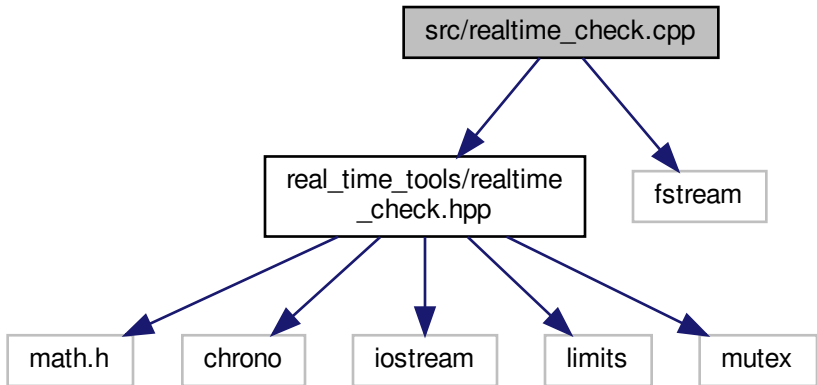 src/realtime_check.cpp
real_time_tools/realtime
_check.hpp
fstream
math.h
chrono
iostream
limits
mutex